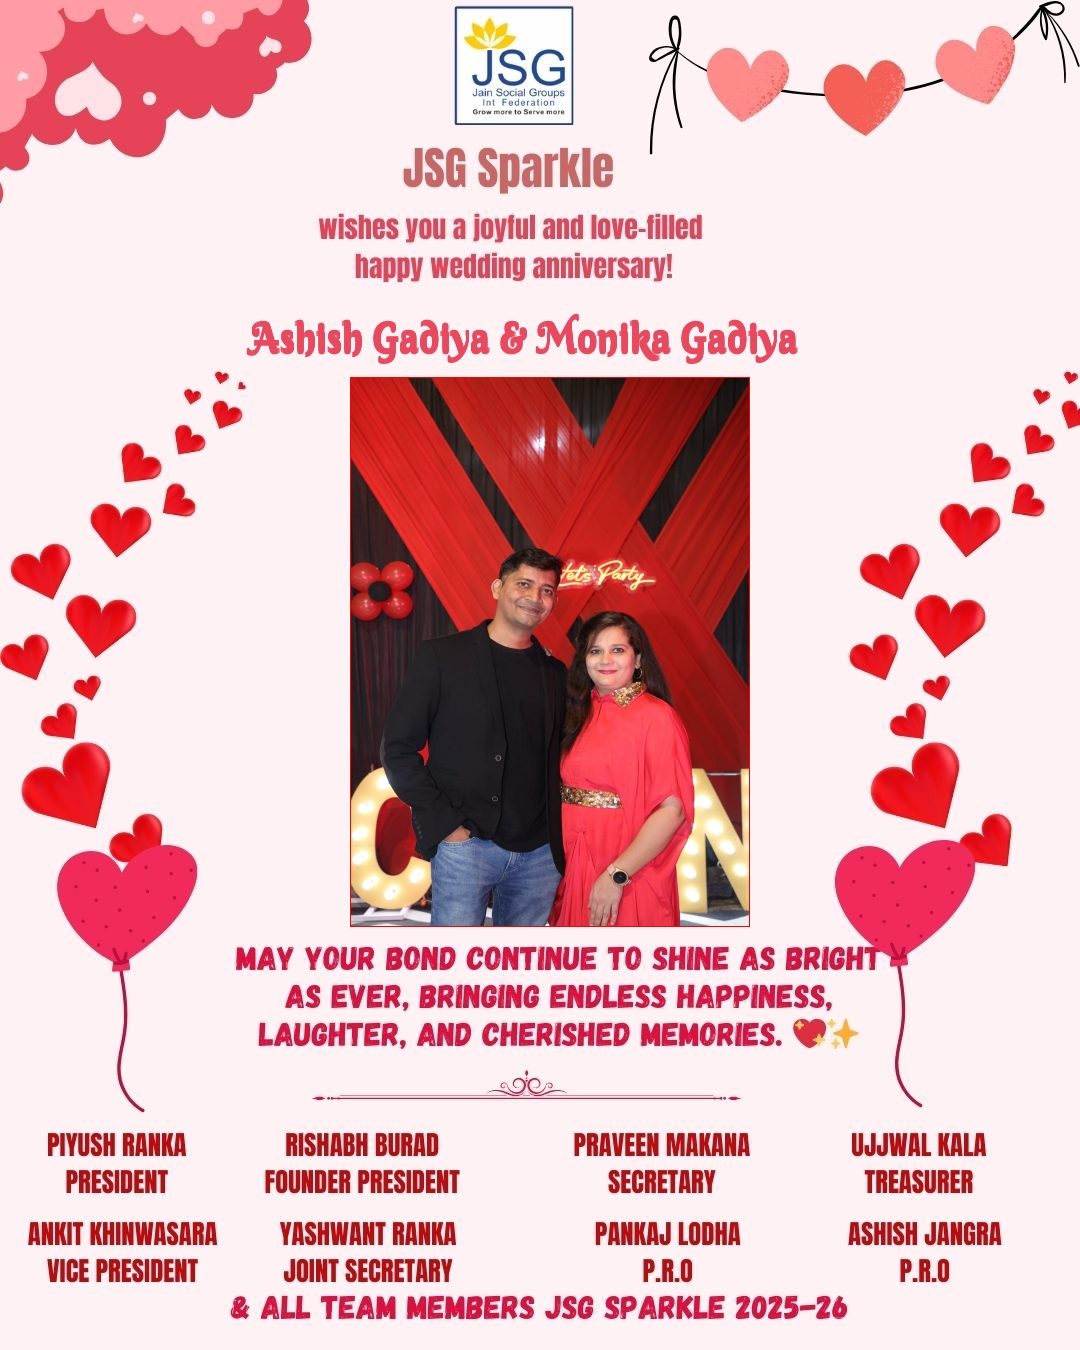 JSG
Jain Social Groups
Int Federation
Grow more to Serve more
JSG Sparkle
wishes you a joyful and love-filled
happy wedding anniversary!
Ashish Gadiya & Monika Gadiya
Let's Party
MAY YOUR BOND CONTINUE TO SHINE AS BRIGHT
AS EVER, BRINGING ENDLESS HAPPINESS,
LAUGHTER, AND CHERISHED MEMORIES. 💖✨
PIYUSH RANKA
PRESIDENT
RISHABH BURAD
FOUNDER PRESIDENT
PRAVEEN MAKANA
SECRETARY
UJJWAL KALA
TREASURER
ANKIT KHINWASARA
VICE PRESIDENT
YASHWANT RANKA
JOINT SECRETARY
PANKAJ LODHA
P.R.O
ASHISH JANGRA
P.R.O
& ALL TEAM MEMBERS JSG SPARKLE 2025-26